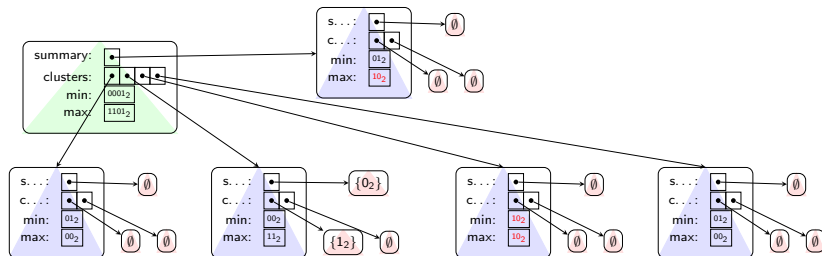 s...: ∅
summary: c...:
clusters: min: 01₂ ∅ ∅
min: 0001₂ max: 10₂
max: 1101₂
s...: ∅ s...: {0₂} s...: ∅ s...: ∅
c...: c...: c...: c...:
min: 01₂ min: 00₂ min: 10₂ min: 01₂
max: 00₂ ∅ ∅ max: 11₂ {1₂} ∅ max: 10₂ ∅ ∅ max: 00₂ ∅ ∅